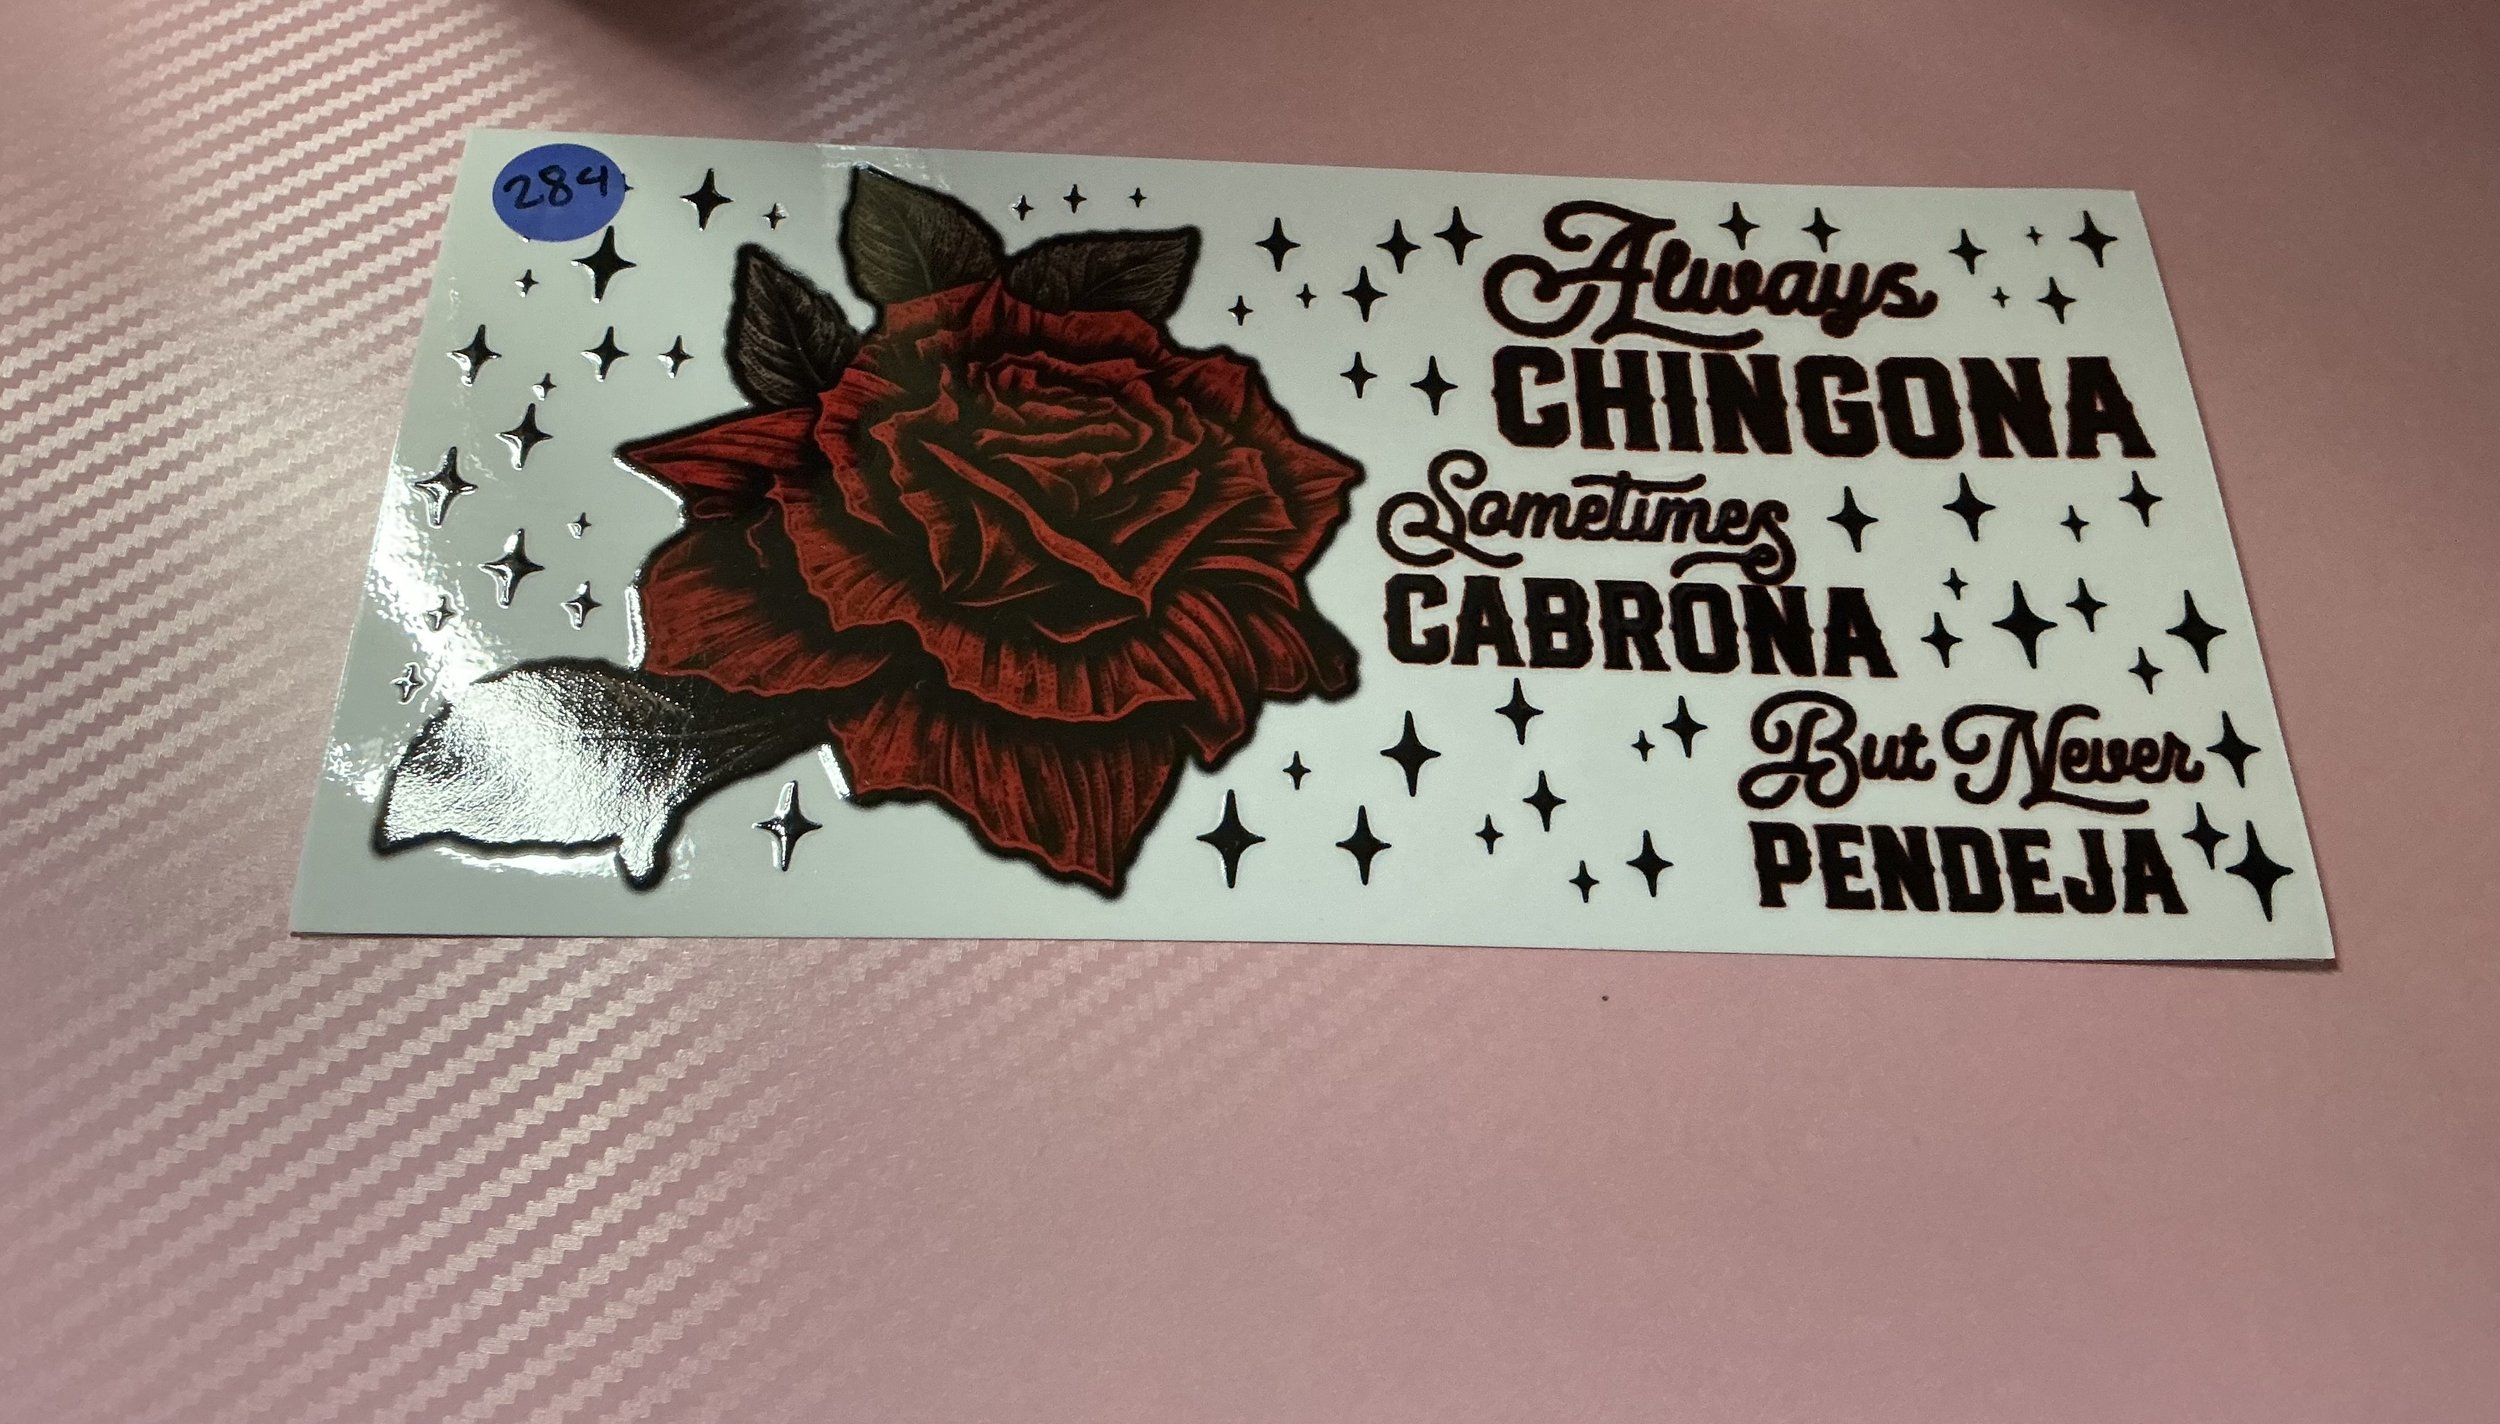 284
Always
CHINGONA
Sometimes
CABRONA
But Never
PENDEJA